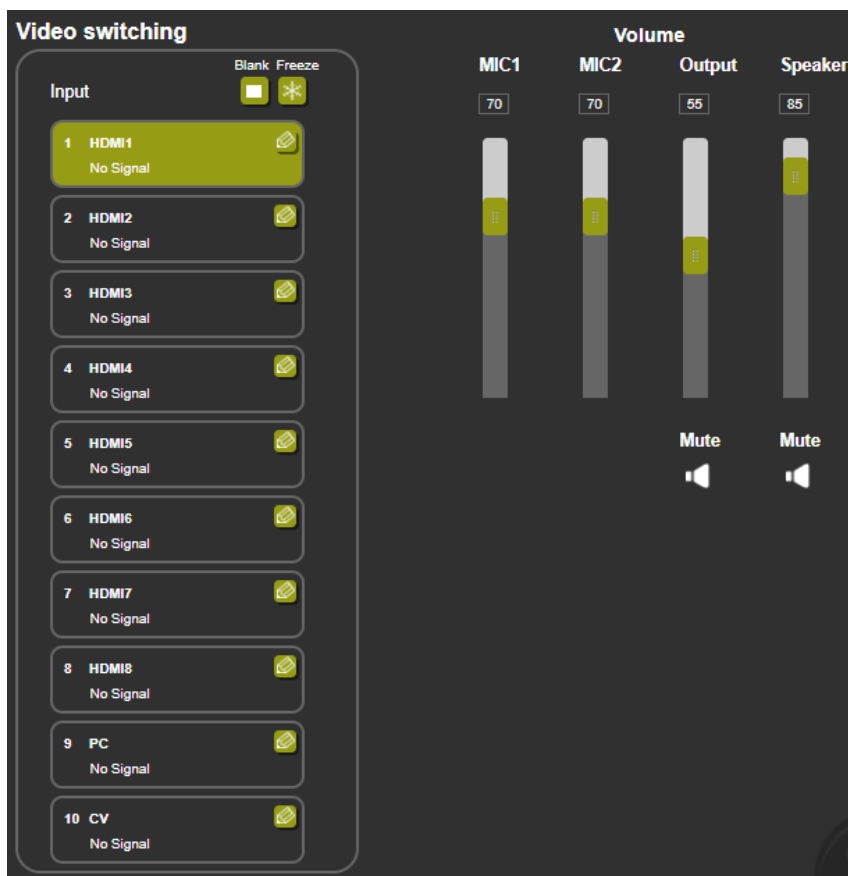 Video switching
Blank Freeze
Input
1 HDMI1
No Signal
2 HDMI2
No Signal
3 HDMI3
No Signal
4 HDMI4
No Signal
5 HDMI5
No Signal
6 HDMI6
No Signal
7 HDMI7
No Signal
8 HDMI8
No Signal
9 PC
No Signal
10 CV
No Signal
Volume
MIC1 MIC2 Output Speaker
70 70 55 85
Mute Mute